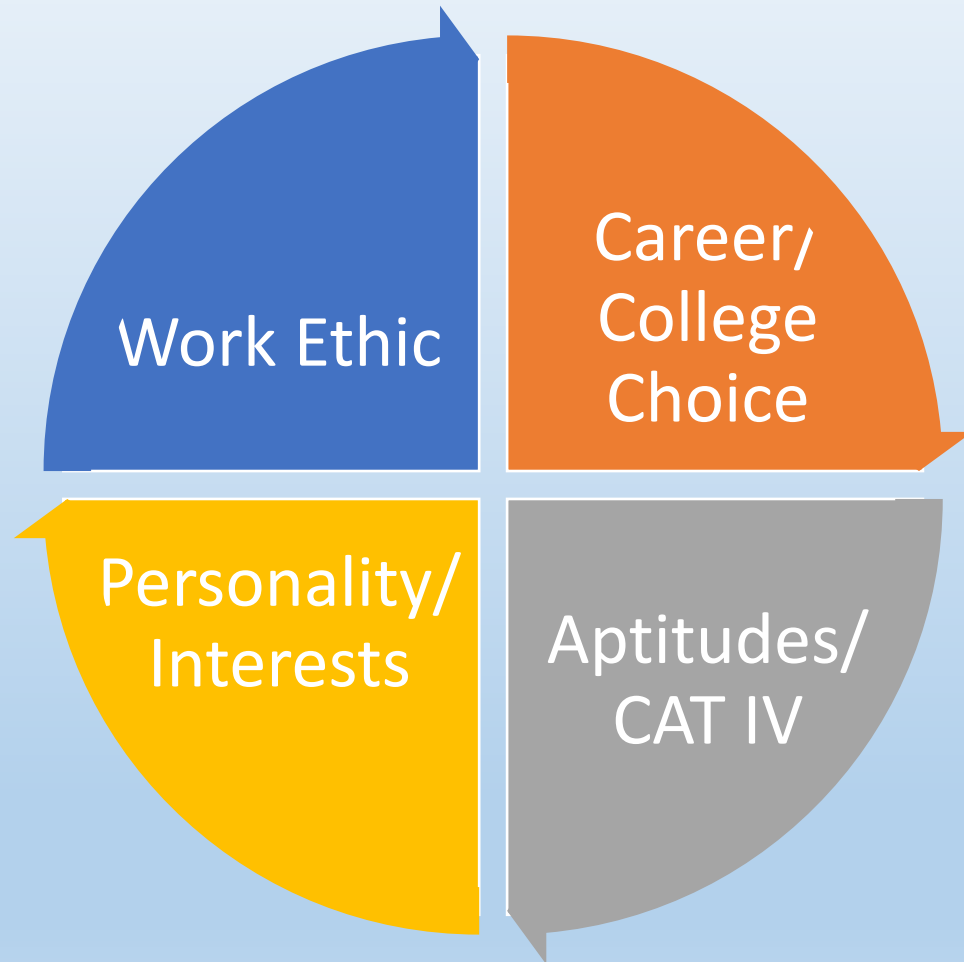 Work Ethic
Career/
College
Choice
Personality/
Interests
Aptitudes/
CAT IV